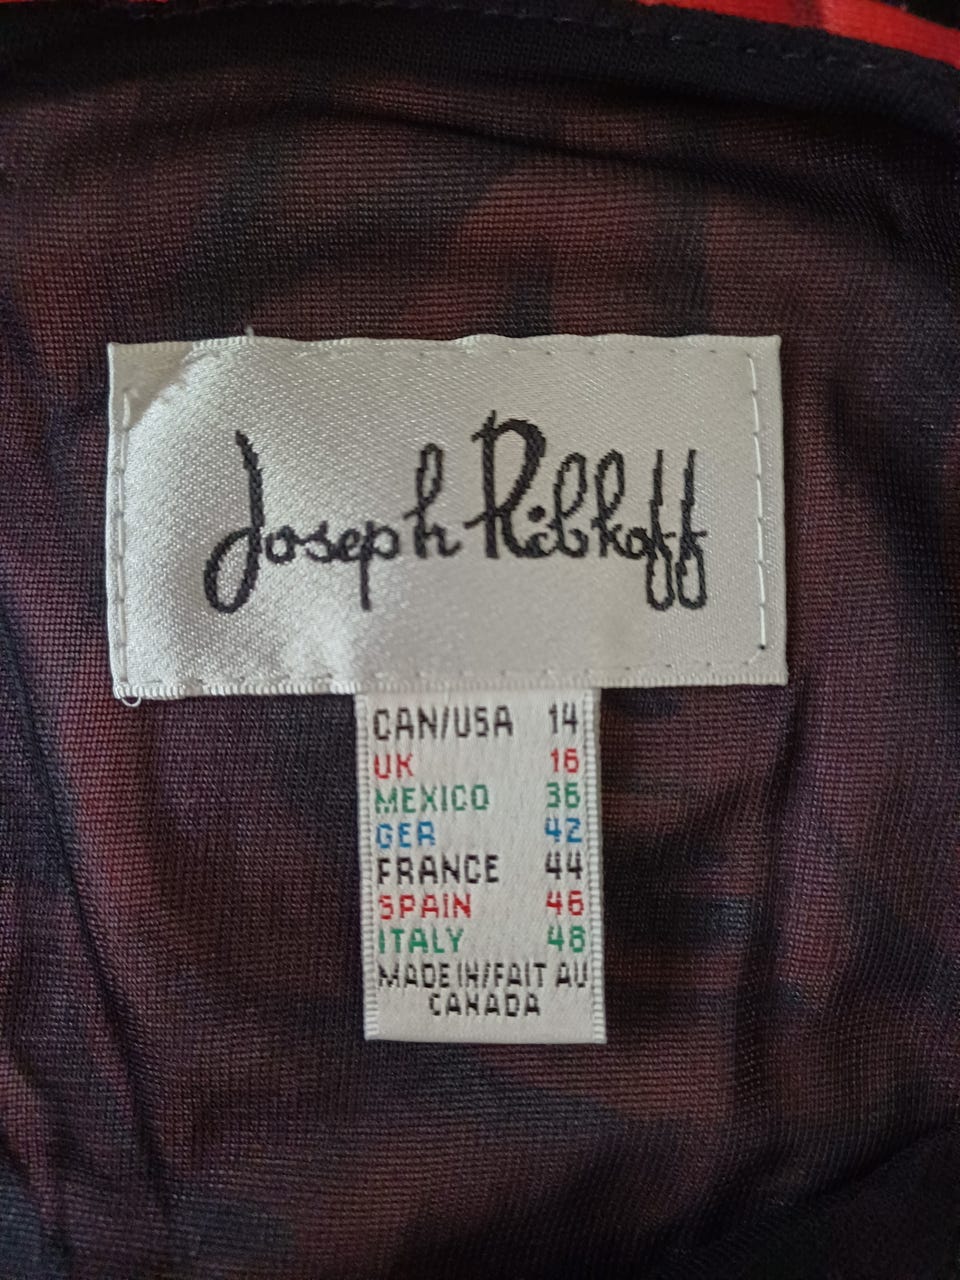 Joseph Ribkoff
CAN/USA 14
UK 16
MEXICO 36
GER 42
FRANCE 44
SPAIN 46
ITALY 48
MADE IN/FAIT AU
CANADA